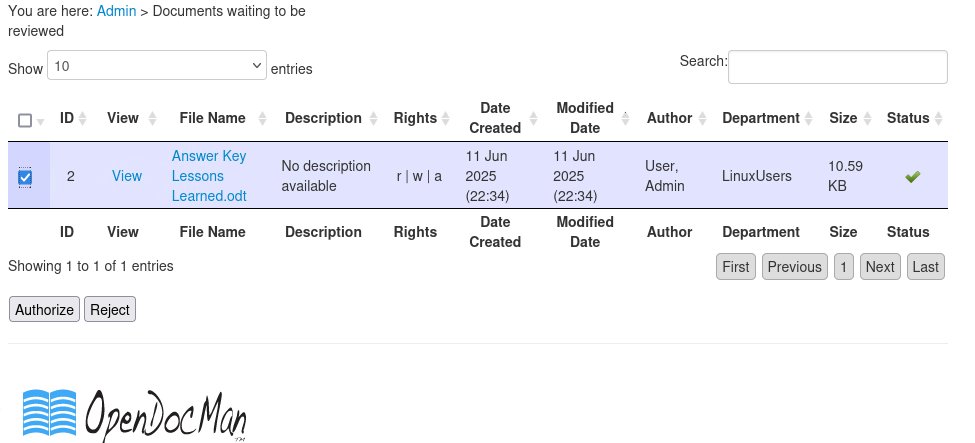 You are here: Admin > Documents waiting to be
reviewed
Show 10 entries
Search:
ID View File Name Description Rights Date Created Modified Date Author Department Size Status
2 View Answer Key Lessons Learned.odt No description available r | w | a 11 Jun 2025 (22:34) 11 Jun 2025 (22:34) User, Admin LinuxUsers 10.59 KB
ID View File Name Description Rights Date Created Modified Date Author Department Size Status
Showing 1 to 1 of 1 entries
First Previous 1 Next Last
Authorize Reject
OpenDocMan™